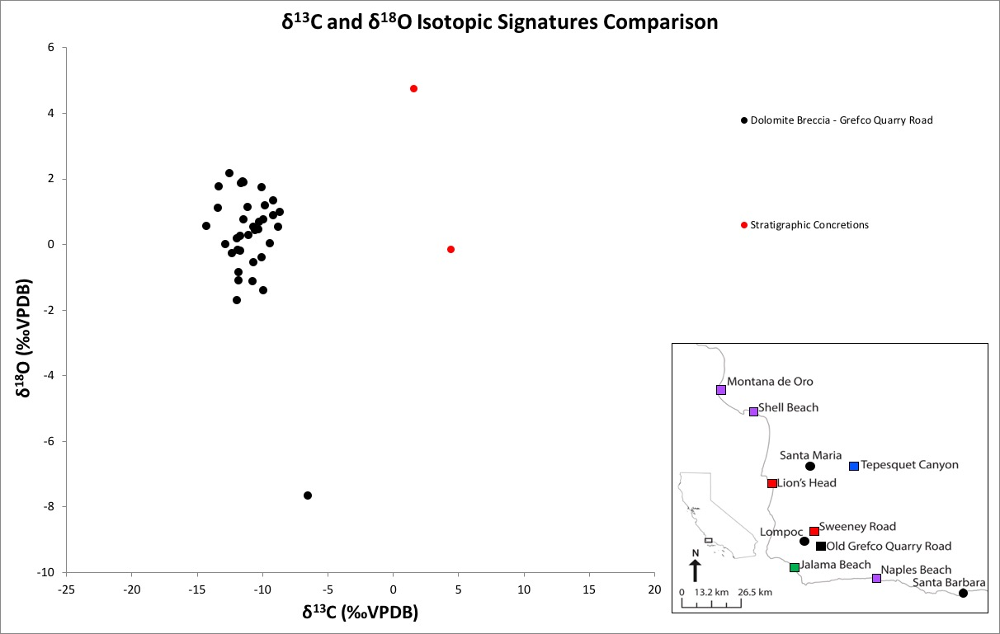 δ¹³C and δ¹⁸O Isotopic Signatures Comparison
6
4
2
0
-2
-4
-6
-8
-10
δ¹⁸O (‰VPDB)
-25 -20 -15 -10 -5 0 5 10 15 20
δ¹³C (‰VPDB)
Dolomite Breccia - Grefco Quarry Road
Stratigraphic Concretions
Montana de Oro
Shell Beach
Santa Maria
Tepesquet Canyon
Lion’s Head
Sweeney Road
Lompoc
Old Grefco Quarry Road
Jalama Beach
Naples Beach
Santa Barbara
N
0 13.2 km 26.5 km